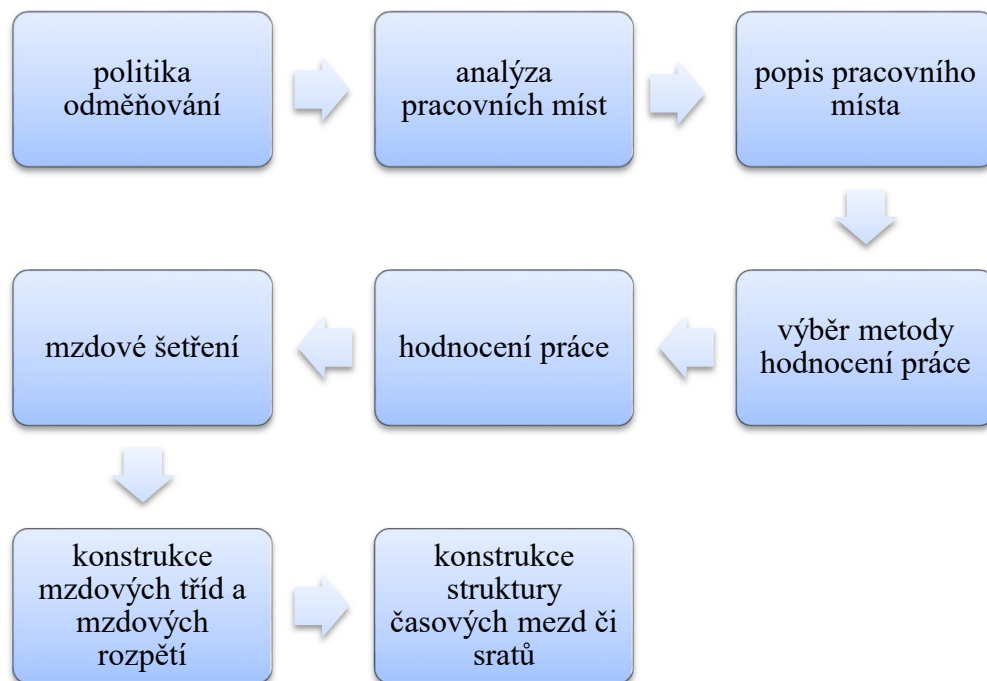 politika
odměňování
analýza
pracovních míst
popis pracovního
místa
výběr metody
hodnocení práce
hodnocení práce
mzdové šetření
konstrukce
mzdových tříd a
mzdových
rozpětí
konstrukce
struktury
časových mezd či
sratů